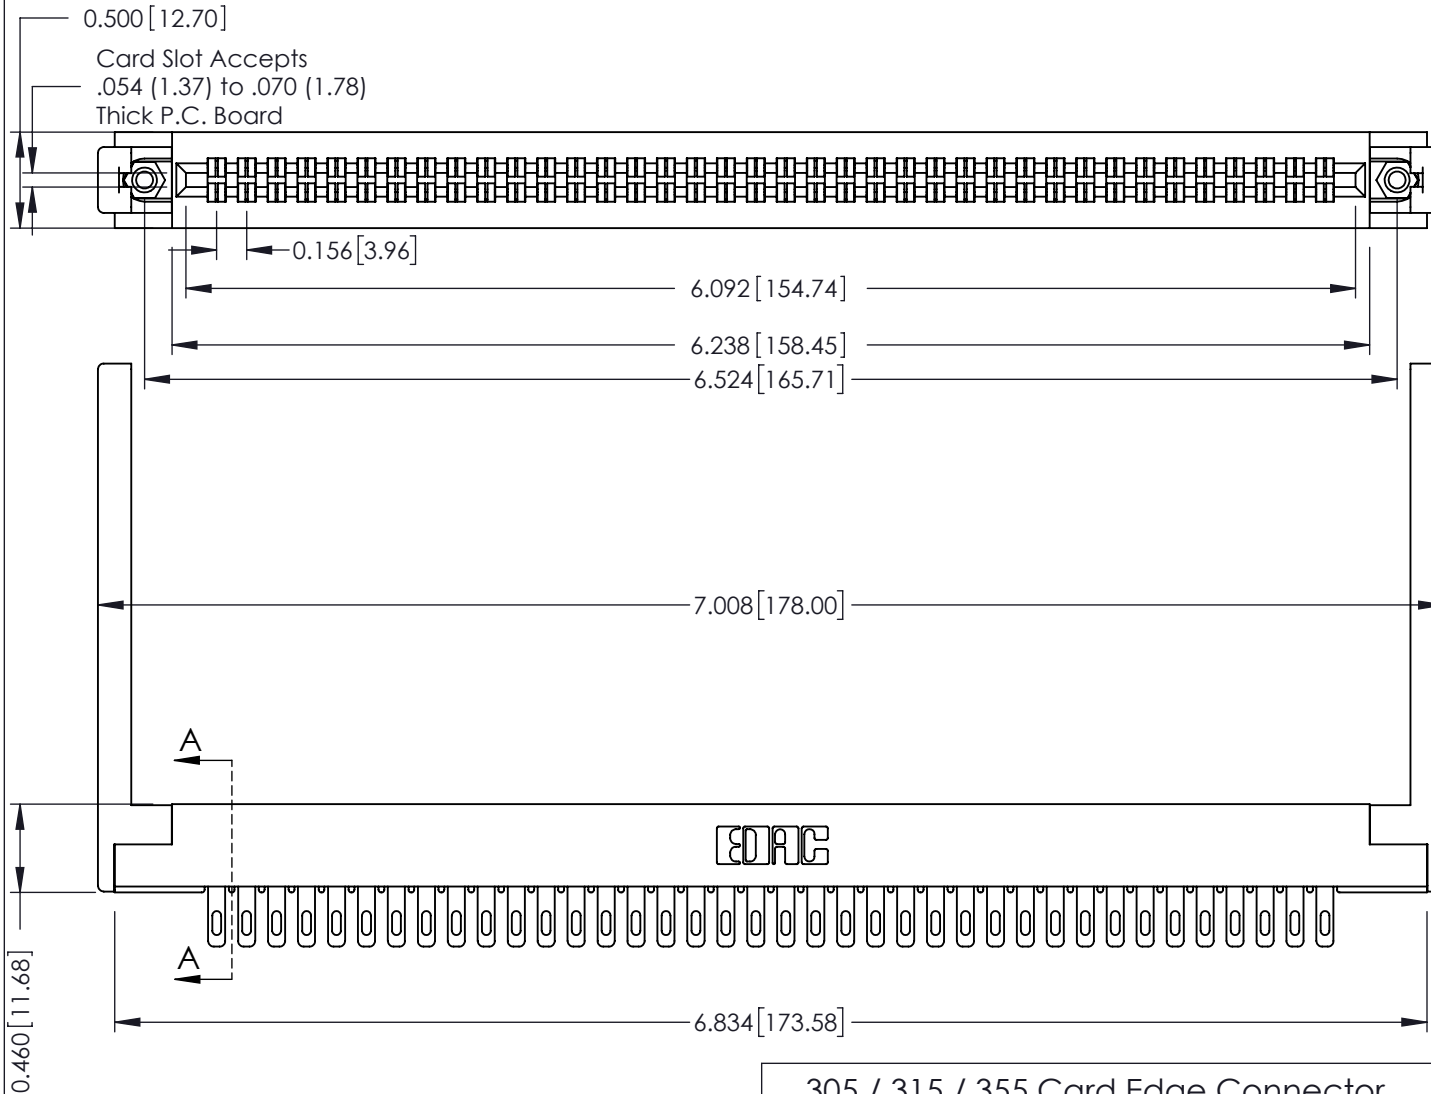 0.500[12.70]
Card Slot Accepts
.054 (1.37) to .070 (1.78)
Thick P.C. Board
0.156[3.96]
6.092[154.74]
6.238[158.45]
6.524[165.71]
7.008[178.00]
A
EDAC
A
0.460[11.68]
6.834[173.58]
305 / 315 / 355 Card Edge Connector